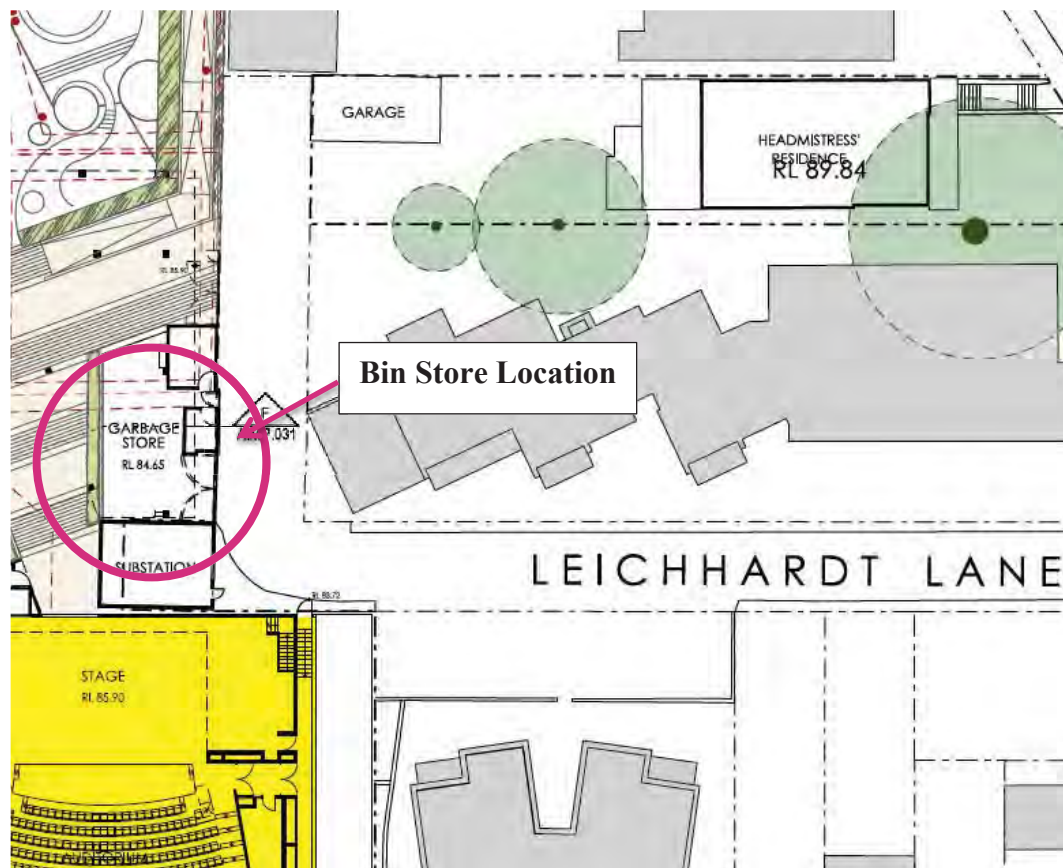 GARAGE
HEADMISTRESS'
RESIDENCE
RL 89.84
Bin Store Location
F
GARBAGE
STORE
RL 84.65
SUBSTATION
LEICHHARDT LANE
STAGE
RL 85.90
AUDITORIUM